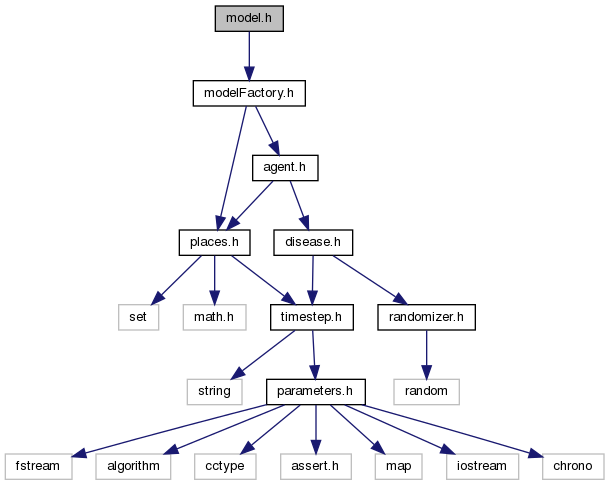 model.h
modelFactory.h
agent.h
places.h
disease.h
set
math.h
timestep.h
randomizer.h
string
parameters.h
random
fstream
algorithm
cctype
assert.h
map
iostream
chrono